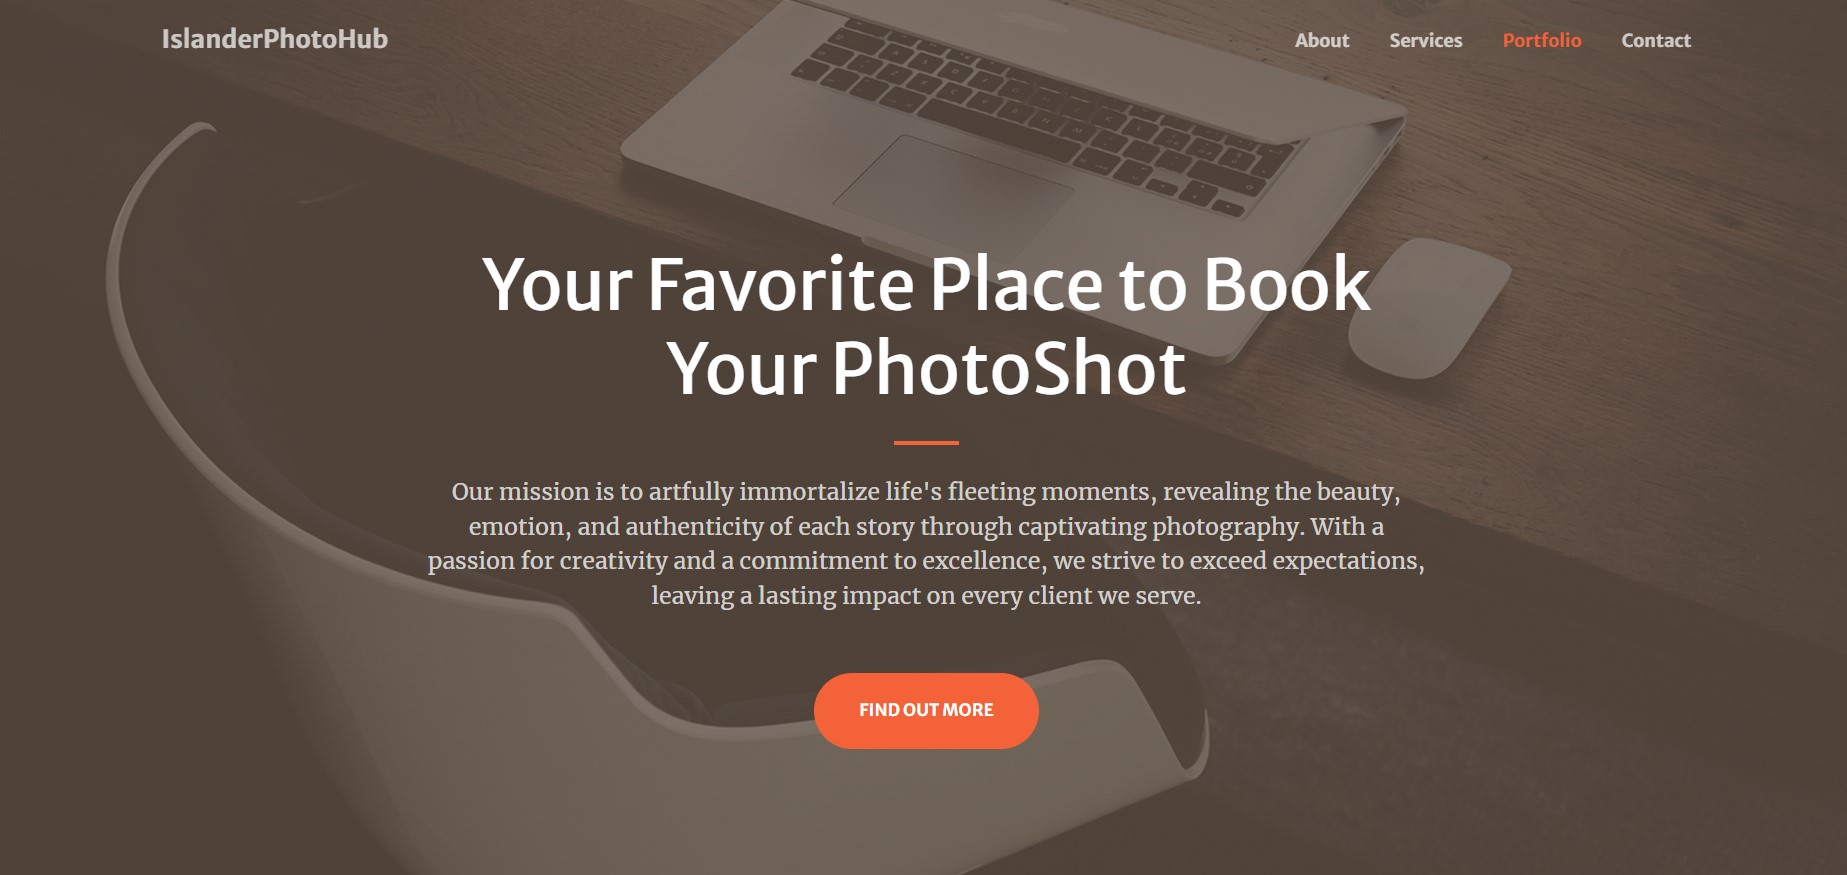 IslanderPhotoHub
About Services Portfolio Contact
Your Favorite Place to Book
Your PhotoShot
Our mission is to artfully immortalize life's fleeting moments, revealing the beauty,
emotion, and authenticity of each story through captivating photography. With a
passion for creativity and a commitment to excellence, we strive to exceed expectations,
leaving a lasting impact on every client we serve.
FIND OUT MORE